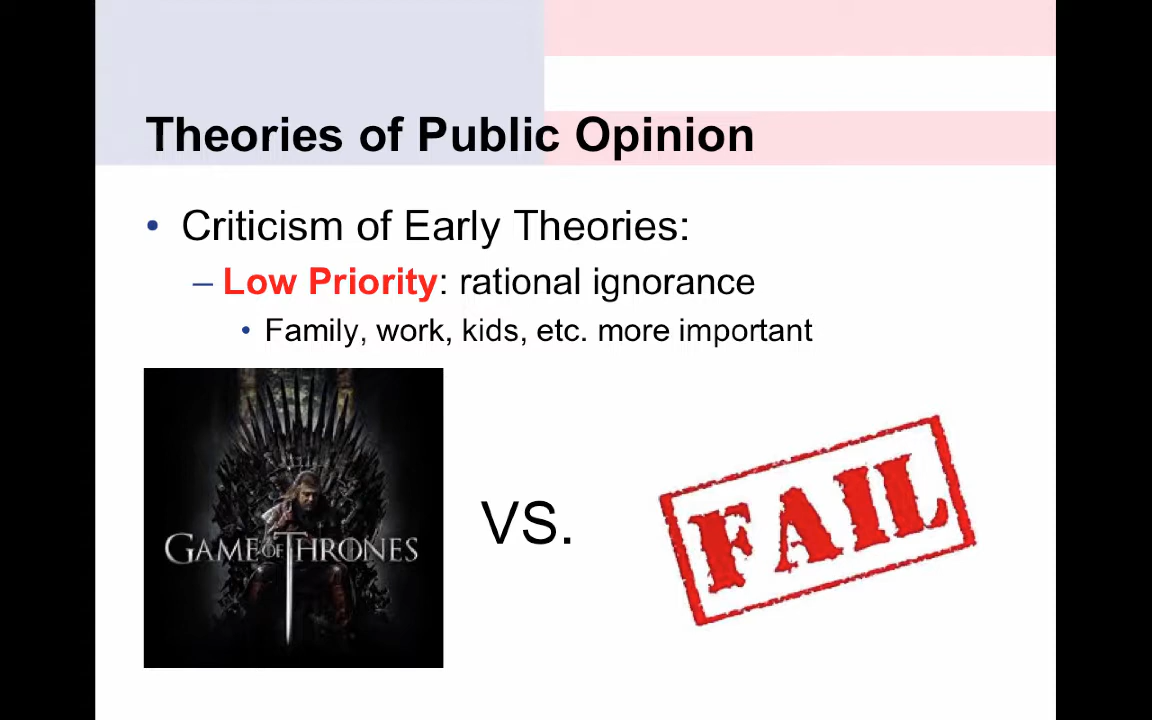 Theories of Public Opinion
• Criticism of Early Theories:
– Low Priority: rational ignorance
• Family, work, kids, etc. more important
GAME OF THRONES
VS.
FAIL